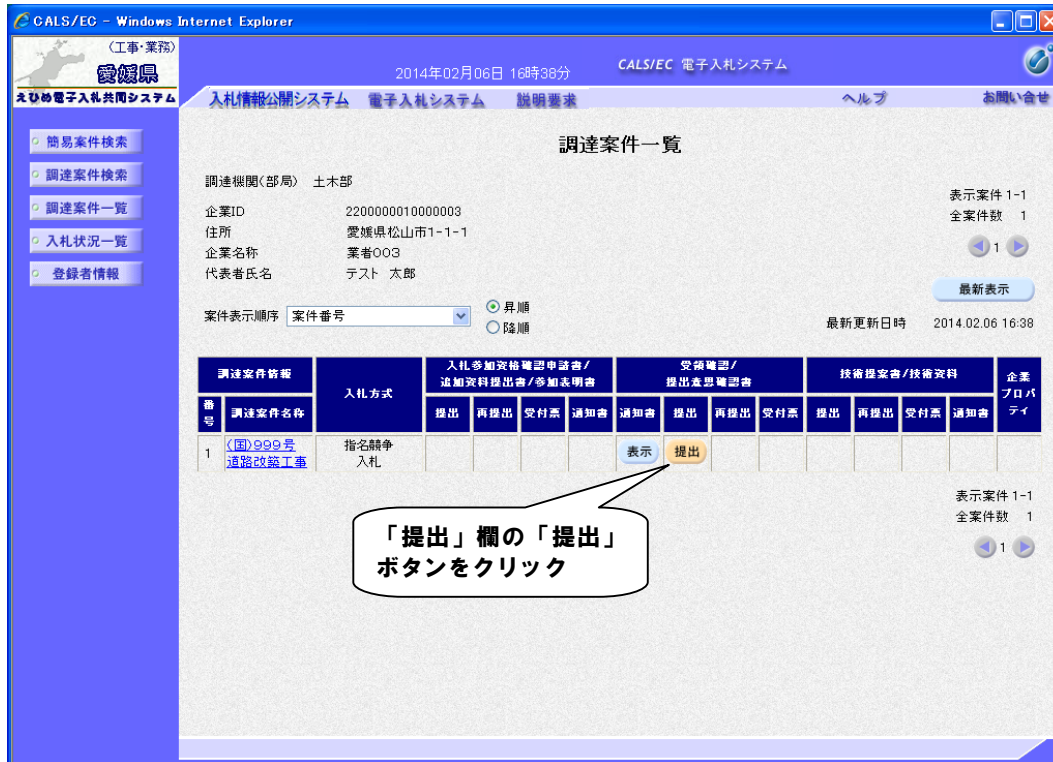 CALS/EC - Windows Internet Explorer
(工事・業務)
愛媛県
えひめ電子入札共同システム
2014年02月06日 16時38分
CALS/EC 電子入札システム
入札情報公開システム 電子入札システム 説明要求 ヘルプ お問い合せ
簡易案件検索
調達案件検索
調達案件一覧
入札状況一覧
登録者情報
調達案件一覧
調達機関(部局) 土木部
企業ID 2200000010000003
住所 愛媛県松山市1-1-1
企業名称 業者003
代表者氏名 テスト 太郎
表示案件 1-1
全案件数 1
1
最新表示
案件表示順序 案件番号
昇順
降順
最新更新日時 2014.02.06 16:38
調達案件情報 入札方式 入札参加資格確認申請書/追加資料提出書/参加表明書 受領確認/提出意思確認書 技術提案書/技術資料 企業プロパティ
番号 調達案件名称 提出 再提出 受付票 通知書 通知書 提出 再提出 受付票 提出 再提出 受付票 通知書
1 (国)999号 指名競争 表示 提出
道路改築工事 入札
表示案件 1-1
全案件数 1
1
「提出」欄の「提出」
ボタンをクリック